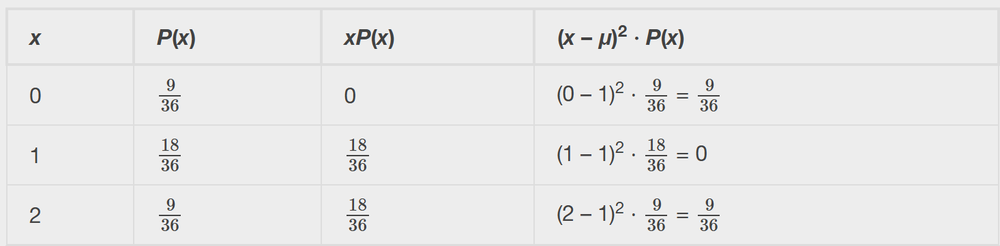 x P(x) xP(x) (x – μ)² · P(x)
0 9/36 0 (0 – 1)² · 9/36 = 9/36
1 18/36 18/36 (1 – 1)² · 18/36 = 0
2 9/36 18/36 (2 – 1)² · 9/36 = 9/36